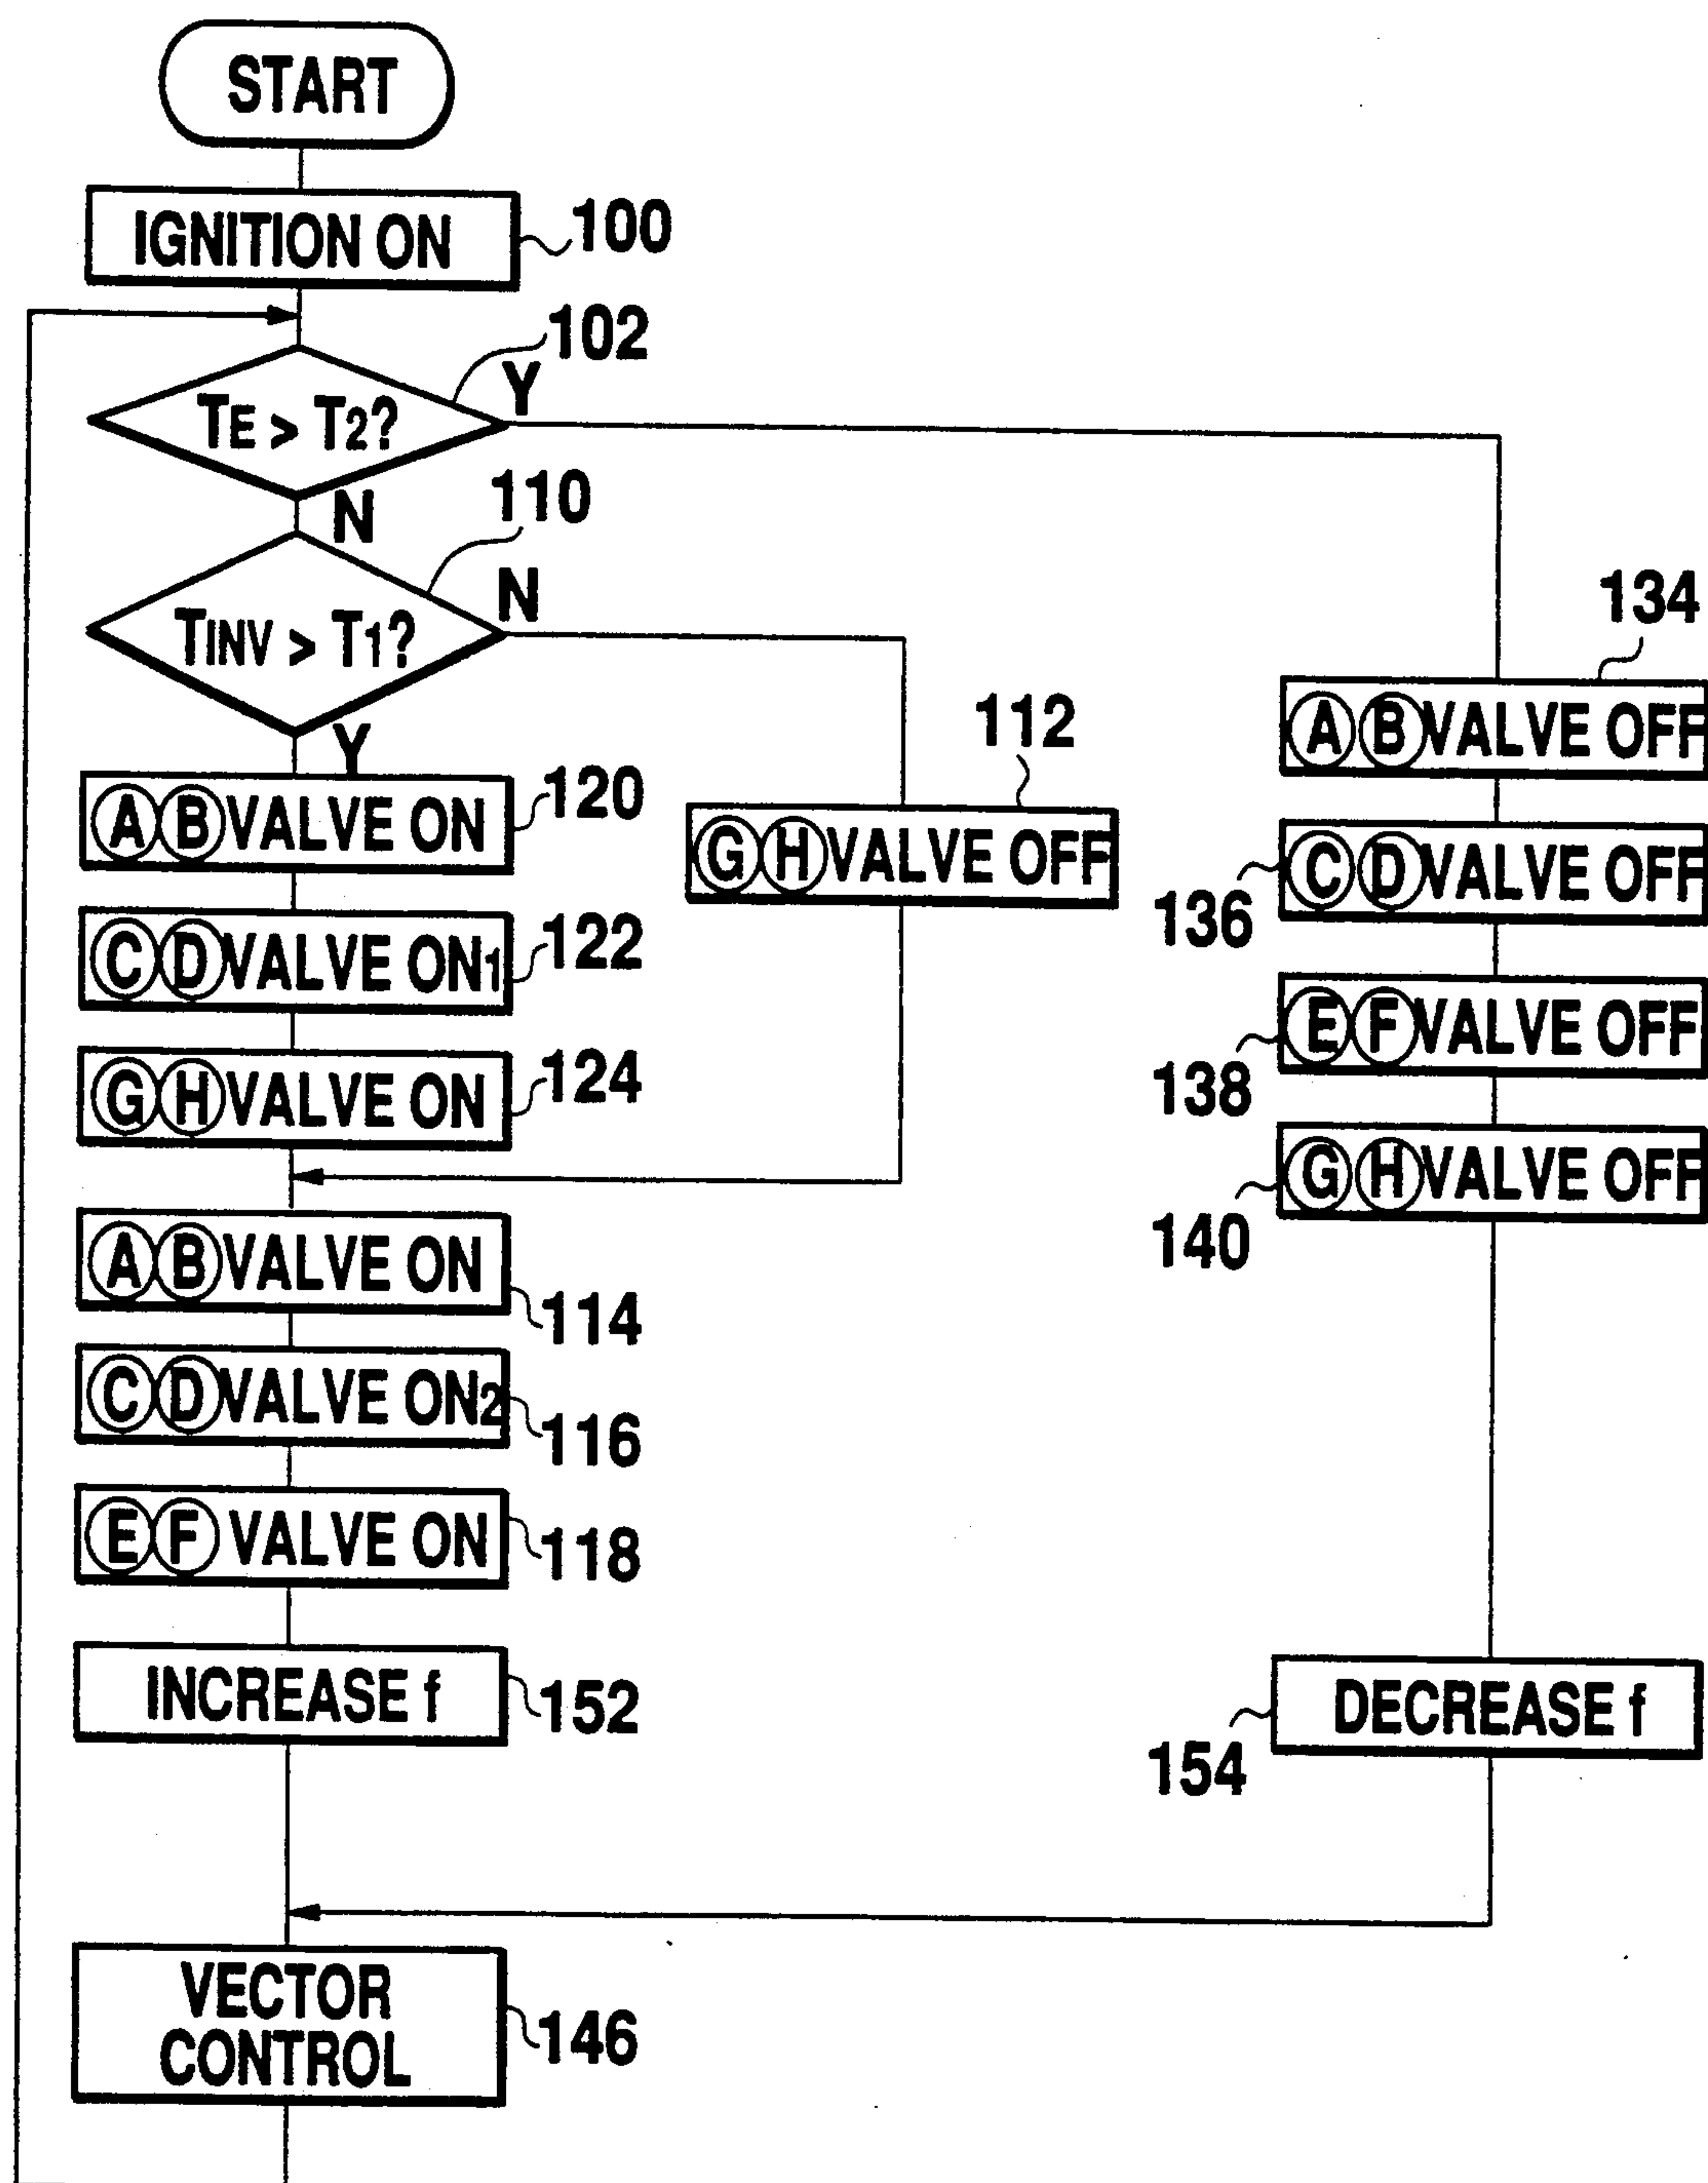 START
IGNITION ON
100
102
TE > T2?
Y
N
110
TINV > T1?
N
Y
134
Ⓐ Ⓑ VALVE OFF
112
Ⓖ Ⓗ VALVE OFF
Ⓐ Ⓑ VALVE ON
120
Ⓒ Ⓓ VALVE OFF
136
Ⓒ Ⓓ VALVE ON1
122
Ⓔ Ⓕ VALVE OFF
138
Ⓖ Ⓗ VALVE ON
124
Ⓖ Ⓗ VALVE OFF
140
Ⓐ Ⓑ VALVE ON
114
Ⓒ Ⓓ VALVE ON2
116
Ⓔ Ⓕ VALVE ON
118
INCREASE f
152
DECREASE f
154
VECTOR
CONTROL
146